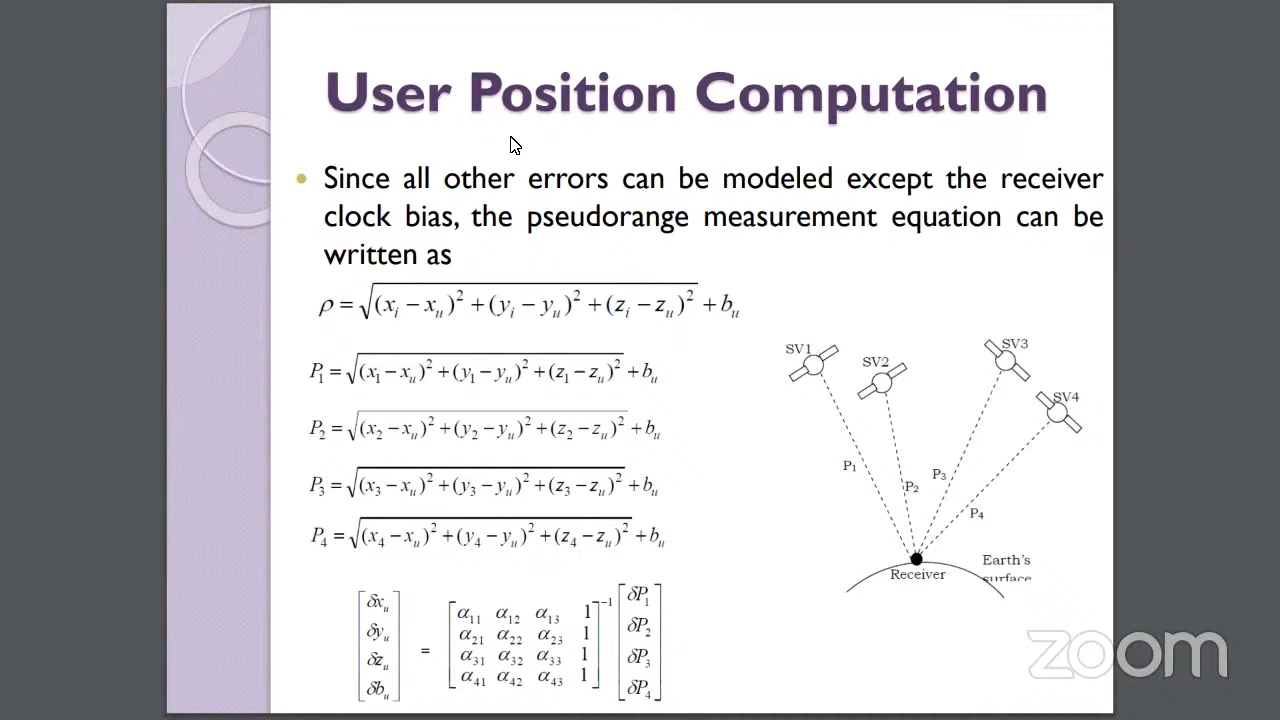 User Position Computation
• Since all other errors can be modeled except the receiver
clock bias, the pseudorange measurement equation can be
written as
ρ = √(xᵢ − xᵤ)² + (yᵢ − yᵤ)² + (zᵢ − zᵤ)² + bᵤ
P₁ = √(x₁ − xᵤ)² + (y₁ − yᵤ)² + (z₁ − zᵤ)² + bᵤ
P₂ = √(x₂ − xᵤ)² + (y₂ − yᵤ)² + (z₂ − zᵤ)² + bᵤ
P₃ = √(x₃ − xᵤ)² + (y₃ − yᵤ)² + (z₃ − zᵤ)² + bᵤ
P₄ = √(x₄ − xᵤ)² + (y₄ − yᵤ)² + (z₄ − zᵤ)² + bᵤ
δxᵤ α₁₁ α₁₂ α₁₃ 1 ⁻¹ δP₁
δyᵤ α₂₁ α₂₂ α₂₃ 1 δP₂
=
δzᵤ α₃₁ α₃₂ α₃₃ 1 δP₃
δbᵤ α₄₁ α₄₂ α₄₃ 1 δP₄
SV1
SV2
SV3
SV4
P₁
P₂
P₃
P₄
Receiver
Earth's
surface
zoom